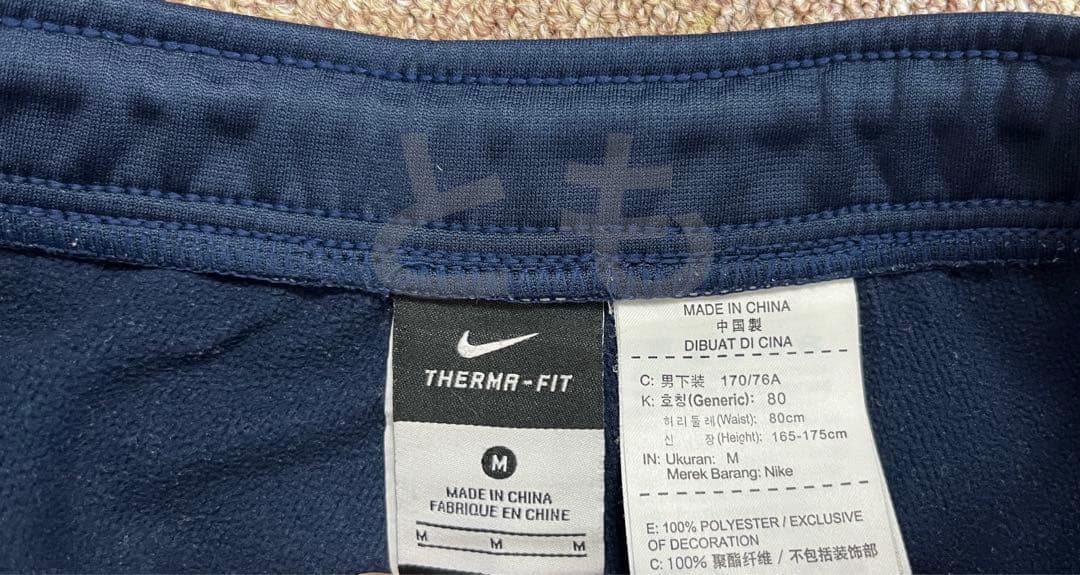 とも
THERMA-FIT
M
MADE IN CHINA
FABRIQUE EN CHINE
M M M
MADE IN CHINA
中国製
DIBUAT DI CINA
C: 男下装 170/76A
K: 호칭(Generic): 80
허리둘레(Waist): 80cm
신 장(Height): 165-175cm
IN: Ukuran: M
Merek Barang: Nike
E: 100% POLYESTER / EXCLUSIVE
OF DECORATION
C: 100% 聚酯纤维 / 不包括装饰部